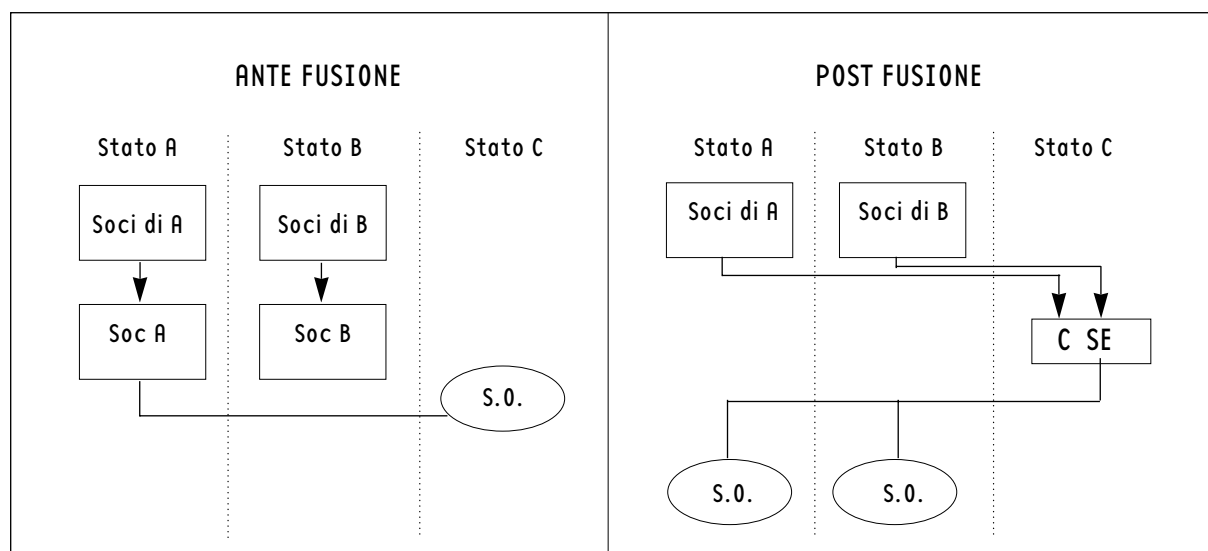 ANTE FUSIONE
Stato A
Stato B
Stato C
Soci di A
Soci di B
Soc A
Soc B
S.O.
POST FUSIONE
Stato A
Stato B
Stato C
Soci di A
Soci di B
C SE
S.O.
S.O.